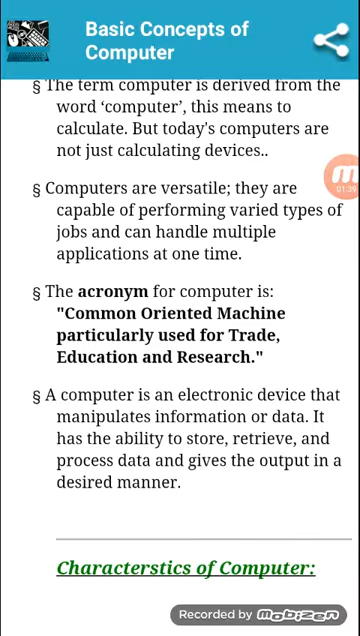 Basic Concepts of
Computer
§ The term computer is derived from the
word ‘computer’, this means to
calculate. But today's computers are
not just calculating devices..
01:39
§ Computers are versatile; they are
capable of performing varied types of
jobs and can handle multiple
applications at one time.
§ The acronym for computer is:
"Common Oriented Machine
particularly used for Trade,
Education and Research."
§ A computer is an electronic device that
manipulates information or data. It
has the ability to store, retrieve, and
process data and gives the output in a
desired manner.
Characterstics of Computer:
Recorded by mobizen